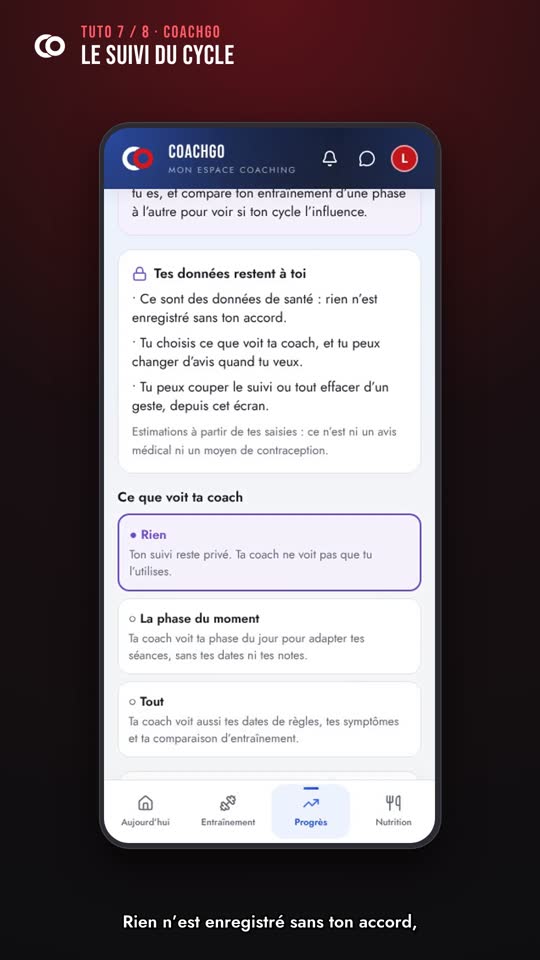 TUTO 7 / 8 · COACHGO
LE SUIVI DU CYCLE
COACHGO
MON ESPACE COACHING
L
tu es, et compare ton entraînement d'une phase
à l'autre pour voir si ton cycle l'influence.
Tes données restent à toi
· Ce sont des données de santé : rien n'est
enregistré sans ton accord.
· Tu choisis ce que voit ta coach, et tu peux
changer d'avis quand tu veux.
· Tu peux couper le suivi ou tout effacer d'un
geste, depuis cet écran.
Estimations à partir de tes saisies : ce n'est ni un avis
médical ni un moyen de contraception.
Ce que voit ta coach
● Rien
Ton suivi reste privé. Ta coach ne voit pas que tu
l'utilises.
○ La phase du moment
Ta coach voit ta phase du jour pour adapter tes
séances, sans tes dates ni tes notes.
○ Tout
Ta coach voit aussi tes dates de règles, tes symptômes
et ta comparaison d'entraînement.
Aujourd'hui
Entraînement
Progrès
Nutrition
Rien n'est enregistré sans ton accord,